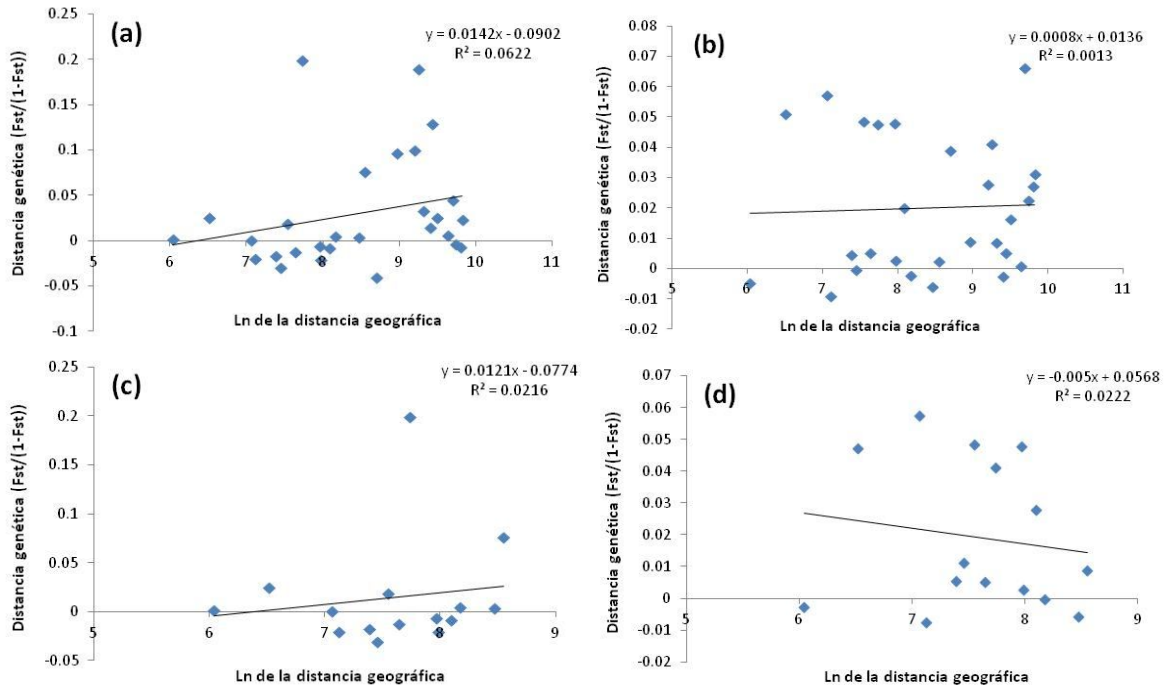 (a)
y = 0.0142x - 0.0902
R² = 0.0622
Distancia genética (Fst/(1-Fst))
0.25
0.2
0.15
0.1
0.05
0
-0.05
-0.1
5 6 7 8 9 10 11
Ln de la distancia geográfica
(b)
y = 0.0008x + 0.0136
R² = 0.0013
Distancia genética (Fst/(1-Fst))
0.08
0.07
0.06
0.05
0.04
0.03
0.02
0.01
0
-0.01
-0.02
5 6 7 8 9 10 11
Ln de la distancia geográfica
(c)
y = 0.0121x - 0.0774
R² = 0.0216
Distancia genética (Fst/(1-Fst))
0.25
0.2
0.15
0.1
0.05
0
-0.05
5 6 7 8 9
Ln de la distancia geográfica
(d)
y = -0.005x + 0.0568
R² = 0.0222
Distancia genética (Fst/(1-Fst))
0.07
0.06
0.05
0.04
0.03
0.02
0.01
0
-0.01
-0.02
5 6 7 8 9
Ln de la distancia geográfica